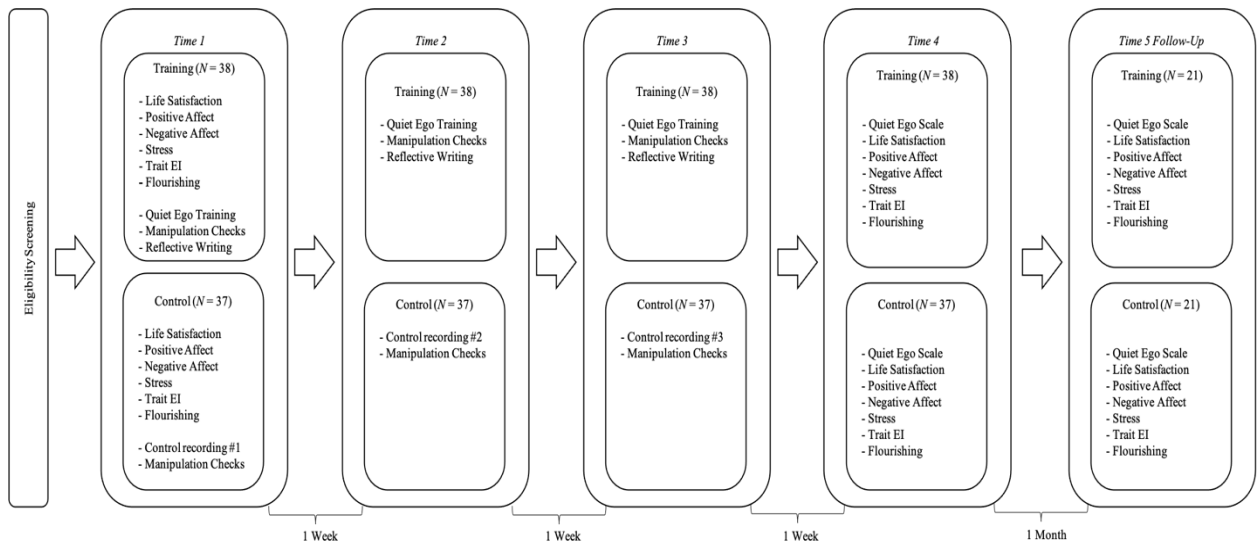 Eligibility Screening
Time 1
Training (N = 38)
- Life Satisfaction
- Positive Affect
- Negative Affect
- Stress
- Trait EI
- Flourishing
- Quiet Ego Training
- Manipulation Checks
- Reflective Writing
Control (N = 37)
- Life Satisfaction
- Positive Affect
- Negative Affect
- Stress
- Trait EI
- Flourishing
- Control recording #1
- Manipulation Checks
Time 2
Training (N = 38)
- Quiet Ego Training
- Manipulation Checks
- Reflective Writing
Control (N = 37)
- Control recording #2
- Manipulation Checks
Time 3
Training (N = 38)
- Quiet Ego Training
- Manipulation Checks
- Reflective Writing
Control (N = 37)
- Control recording #3
- Manipulation Checks
Time 4
Training (N = 38)
- Quiet Ego Scale
- Life Satisfaction
- Positive Affect
- Negative Affect
- Stress
- Trait EI
- Flourishing
Control (N = 37)
- Quiet Ego Scale
- Life Satisfaction
- Positive Affect
- Negative Affect
- Stress
- Trait EI
- Flourishing
Time 5 Follow-Up
Training (N = 21)
- Quiet Ego Scale
- Life Satisfaction
- Positive Affect
- Negative Affect
- Stress
- Trait EI
- Flourishing
Control (N = 21)
- Quiet Ego Scale
- Life Satisfaction
- Positive Affect
- Negative Affect
- Stress
- Trait EI
- Flourishing
1 Week
1 Week
1 Week
1 Month